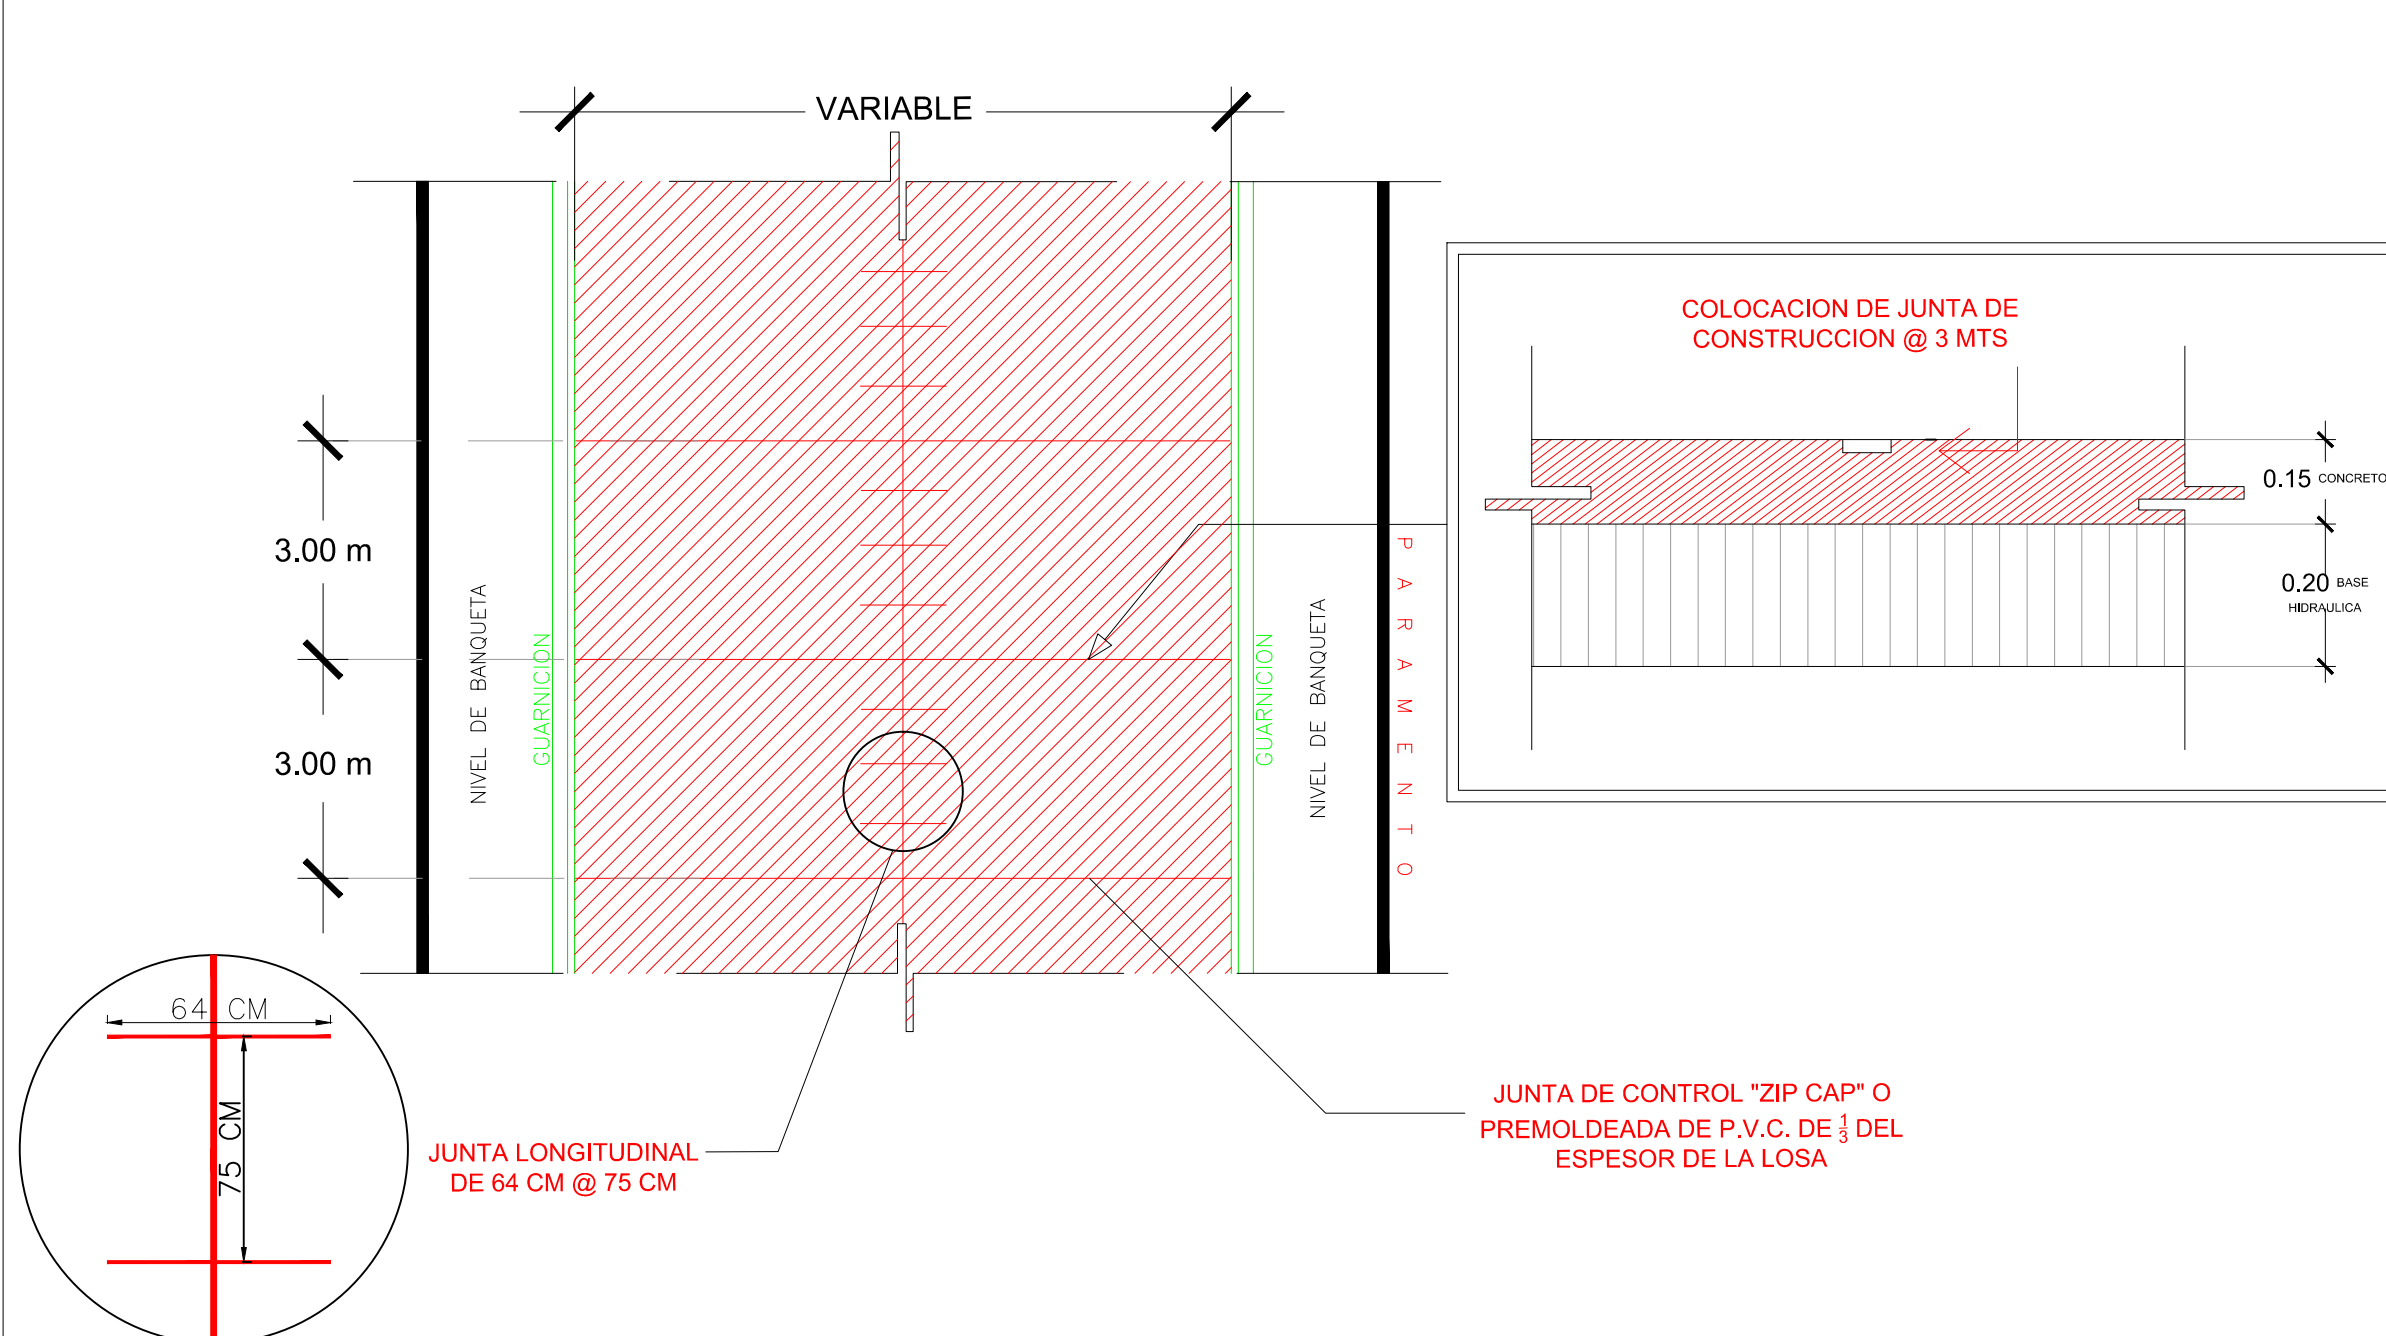 VARIABLE
COLOCACION DE JUNTA DE
CONSTRUCCION @ 3 MTS
0.15 CONCRETO
0.20 BASE
HIDRAULICA
3.00 m
3.00 m
NIVEL DE BANQUETA
GUARNICION
GUARNICION
NIVEL DE BANQUETA
PARAMENTO
64 CM
75 CM
JUNTA LONGITUDINAL
DE 64 CM @ 75 CM
JUNTA DE CONTROL "ZIP CAP" O
PREMOLDEADA DE P.V.C. DE 1/3 DEL
ESPESOR DE LA LOSA